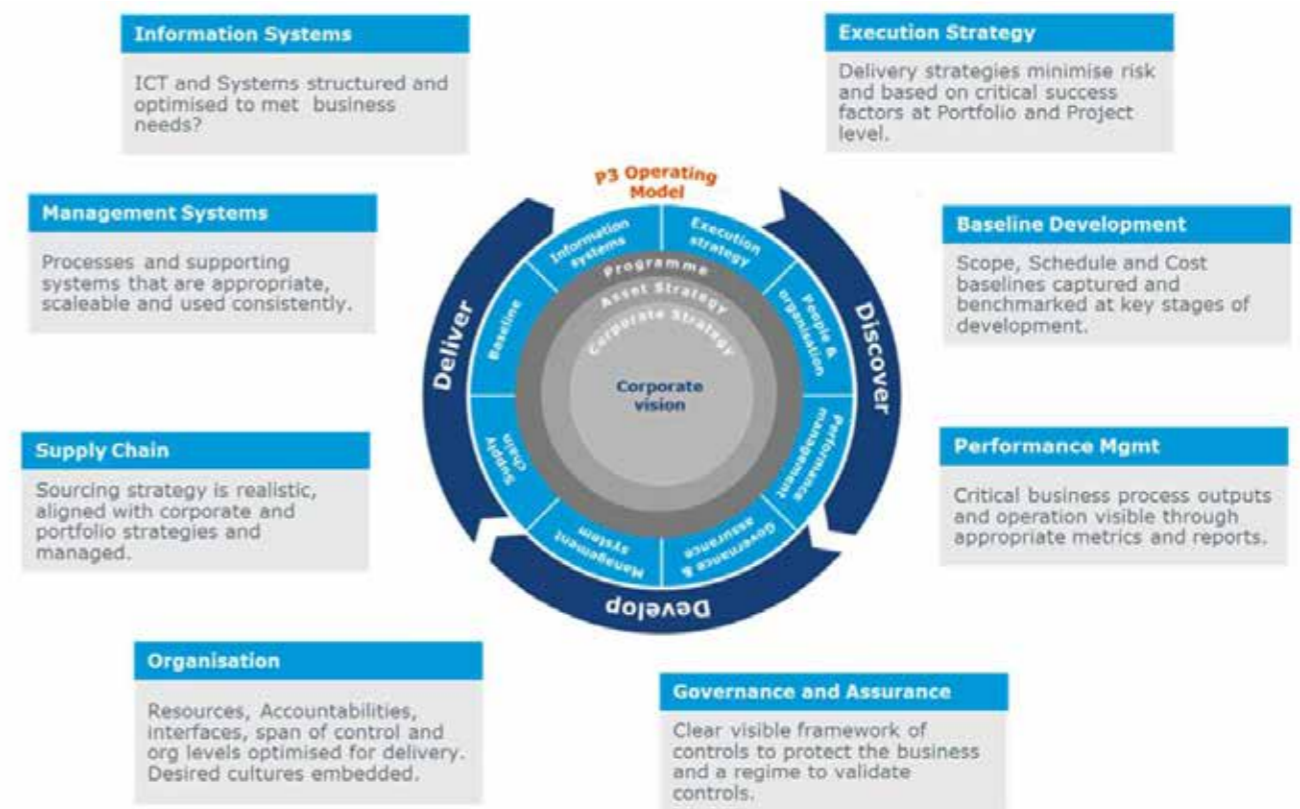 Information Systems
ICT and Systems structured and
optimised to met business
needs?
Execution Strategy
Delivery strategies minimise risk
and based on critical success
factors at Portfolio and Project
level.
Management Systems
Processes and supporting
systems that are appropriate,
scaleable and used consistently.
Baseline Development
Scope, Schedule and Cost
baselines captured and
benchmarked at key stages of
development.
Supply Chain
Sourcing strategy is realistic,
aligned with corporate and
portfolio strategies and
managed.
Performance Mgmt
Critical business process outputs
and operation visible through
appropriate metrics and reports.
Organisation
Resources, Accountabilities,
interfaces, span of control and
org levels optimised for delivery.
Desired cultures embedded.
Governance and Assurance
Clear visible framework of
controls to protect the business
and a regime to validate
controls.
P3 Operating
Model
Discover
Develop
Deliver
Information
systems
Execution
strategy
People &
organisation
Performance
management
Governance &
assurance
Management
system
Supply
chain
Baseline
Programme
Asset Strategy
Corporate Strategy
Corporate
vision